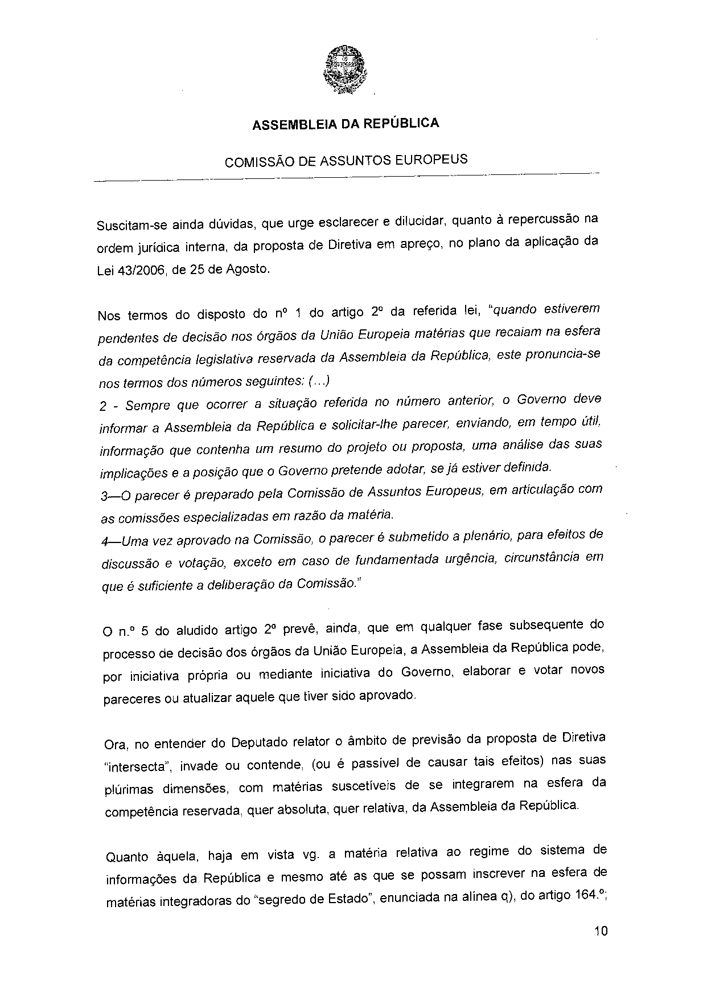 ASSEMBLEIA DA REPÚBLICA
COMISSÃO DE ASSUNTOS EUROPEUS
Suscitam-se ainda dúvidas, que urge esclarecer e dilucidar, quanto à repercussão na
ordem jurídica interna, da proposta de Diretiva em apreço, no plano da aplicação da
Lei 43/2006, de 25 de Agosto.
Nos termos do disposto do nº 1 do artigo 2º da referida lei, “quando estiverem
pendentes de decisão nos órgãos da União Europeia matérias que recaiam na esfera
da competência legislativa reservada da Assembleia da República, este pronuncia-se
nos termos dos números seguintes: (...)
2 - Sempre que ocorrer a situação referida no número anterior, o Governo deve
informar a Assembleia da República e solicitar-lhe parecer, enviando, em tempo útil,
informação que contenha um resumo do projeto ou proposta, uma análise das suas
implicações e a posição que o Governo pretende adotar, se já estiver definida.
3—O parecer é preparado pela Comissão de Assuntos Europeus, em articulação com
as comissões especializadas em razão da matéria.
4—Uma vez aprovado na Comissão, o parecer é submetido a plenário, para efeitos de
discussão e votação, exceto em caso de fundamentada urgência, circunstância em
que é suficiente a deliberação da Comissão.”
O n.º 5 do aludido artigo 2º prevê, ainda, que em qualquer fase subsequente do
processo de decisão dos órgãos da União Europeia, a Assembleia da República pode,
por iniciativa própria ou mediante iniciativa do Governo, elaborar e votar novos
pareceres ou atualizar aquele que tiver sido aprovado.
Ora, no entender do Deputado relator o âmbito de previsão da proposta de Diretiva
“intersecta”, invade ou contende, (ou é passível de causar tais efeitos) nas suas
plúrimas dimensões, com matérias suscetíveis de se integrarem na esfera da
competência reservada, quer absoluta, quer relativa, da Assembleia da República.
Quanto àquela, haja em vista vg. a matéria relativa ao regime do sistema de
informações da República e mesmo até as que se possam inscrever na esfera de
matérias integradoras do “segredo de Estado”, enunciada na alínea q), do artigo 164.º;
10